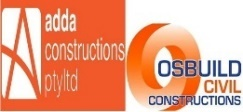 adda
constructions
ptyltd
OSBUILD
CIVIL
CONSTRUCTIONS